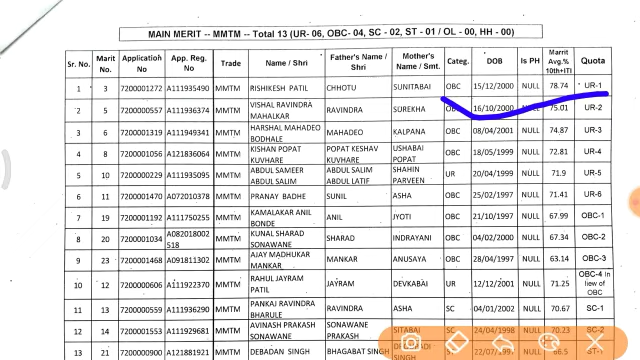 MAIN MERIT -- MMTM -- Total 13 (UR- 06, OBC- 04, SC - 02, ST - 01 / OL - 00, HH - 00)
Sr. No. Marit No Application No App. Reg. No Trade Name / Shri Father's Name / Shri Mother's Name / Smt. Categ. DOB Is PH Marrit Avg.% 10th+ITI Quota
1 3 7200001272 A111935490 MMTM RISHIKESH PATIL CHHOTU SUNITABAI OBC 15/12/2000 NULL 78.74 UR-1
2 5 7200000557 A111936374 MMTM VISHAL RAVINDRA MAHALKAR RAVINDRA SUREKHA 16/10/2000 NULL 75.01 UR-2
3 6 7200001319 A111949341 MMTM HARSHAL MAHADEO BODHALE MAHADEO KALPANA OBC 08/04/2001 NULL 74.87 UR-3
4 8 7200001056 A121836064 MMTM KISHAN POPAT KUVHARE POPAT KESHAV KUVHARE USHABAI POPAT OBC 18/05/1999 NULL 72.81 UR-4
5 10 7200000229 A111935095 MMTM ABDUL SAMEER ABDUL SALIM ABDUL SALIM ABDUL LATIF SHAHIN PARVEEN UR 20/04/1999 NULL 71.9 UR-5
6 11 7200001470 A072010378 MMTM PRANAY BADHE SUNIL ASHA OBC 25/02/1997 NULL 71.41 UR-6
7 19 7200001192 A111750255 MMTM KAMALAKAR ANIL BONDE ANIL JYOTI OBC 21/10/1997 NULL 67.99 OBC-1
8 20 7200001034 A082018002 518 MMTM KUNAL SHARAD SONAWANE SHARAD INDRAYANI OBC 04/02/2000 NULL 67.34 OBC-2
9 23 7200001468 A091811302 MMTM AJAY MADHUKAR MANKAR MANKAR ANUSAYA OBC 28/04/1997 NULL 63.14 OBC-3
10 12 7200000606 A111922370 MMTM RAHUL JAYRAM PATIL JAYRAM DEVKABAI UR 12/12/2001 NULL 71.25 OBC-4 In liew of OBC
11 13 7200000559 A111936290 MMTM PANKAJ RAVINDRA BHARULE RAVINDRA ASHA SC 04/01/2002 NULL 70.67 SC-1
12 14 7200001553 A111929681 MMTM AVINASH PRAKASH SONAWANE SONAWANE PRAKASH SITABAI SC 24/04/1998 NULL 70.23 SC-2
13 21 7200000900 A121881921 MMTM DEBADAN SINGH BHAGABAT SINGH